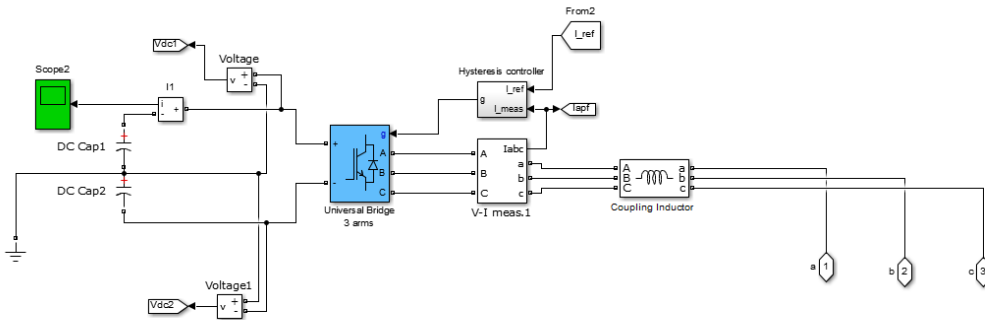 From2
I_ref
Vdc1
Voltage
v
+
-
Scope2
I1
i
+
-
Hysteresis controller
g
I_ref
I_meas
Iapf
DC Cap1
+
g
+
-
A
B
C
Universal Bridge
3 arms
Iabc
A
a
B
b
C
c
V-I meas.1
A
a
B
b
C
c
Coupling Inductor
DC Cap2
+
a
1
b
2
c
3
Voltage1
Vdc2
v
+
-